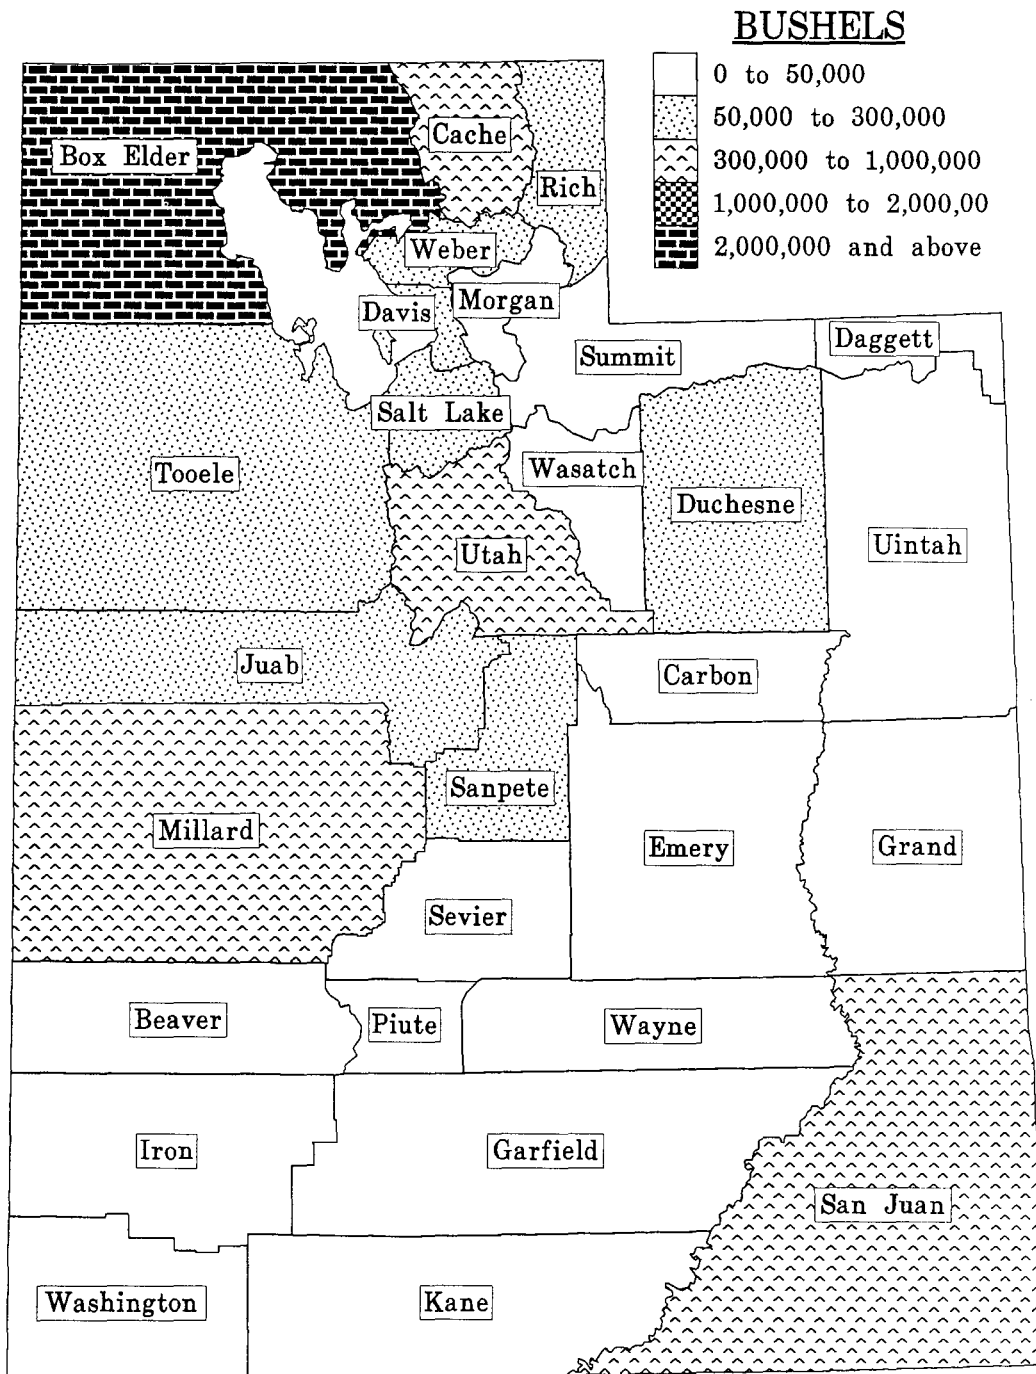 BUSHELS
0 to 50,000
50,000 to 300,000
300,000 to 1,000,000
1,000,000 to 2,000,00
2,000,000 and above
Box Elder
Cache
Rich
Weber
Morgan
Davis
Summit
Daggett
Salt Lake
Wasatch
Tooele
Duchesne
Utah
Uintah
Juab
Carbon
Sanpete
Millard
Emery
Grand
Sevier
Beaver
Piute
Wayne
Iron
Garfield
San Juan
Washington
Kane